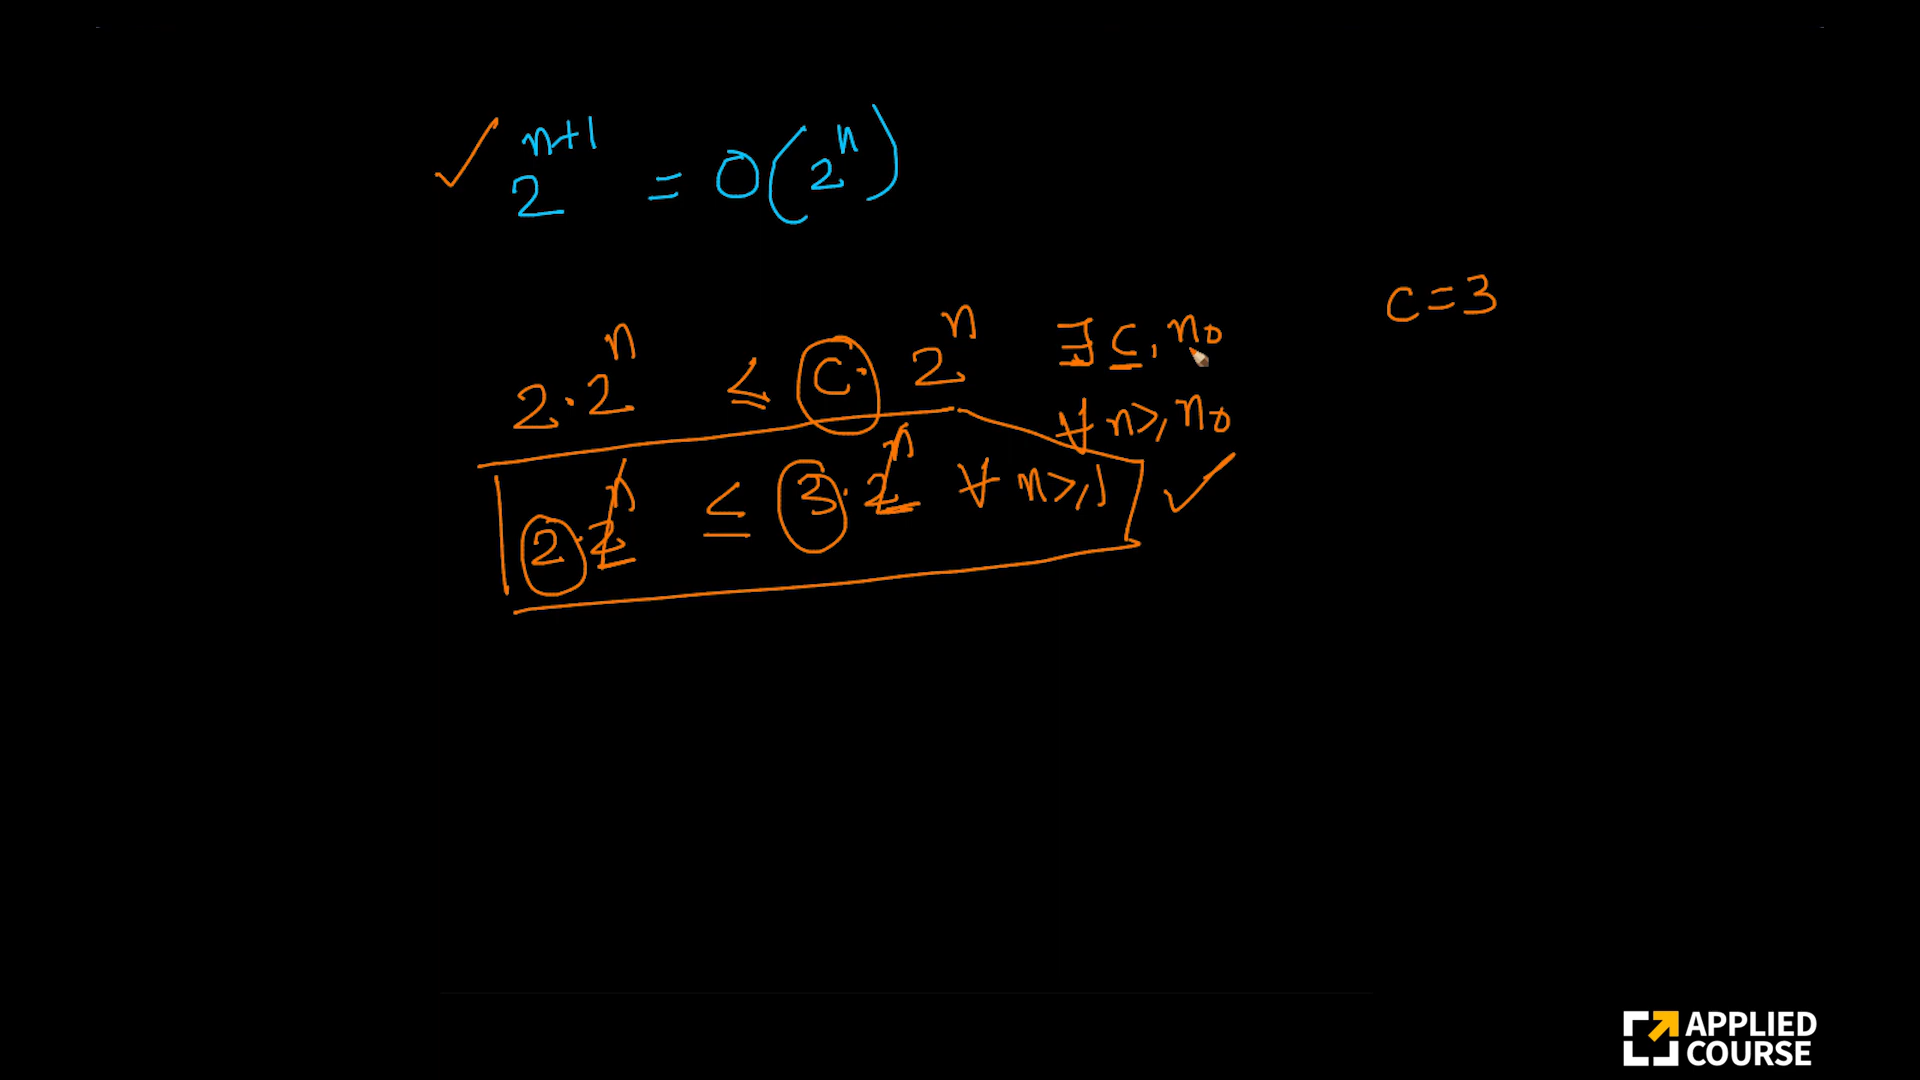 ✓ 2^{n+1} = O(2^n)
c=3
2·2^n ≤ C· 2^n ∃ c, n₀
∀ n≥, n₀
2·2^n ≤ 3·2^n ∀ n≥, 1 ✓
APPLIED
COURSE